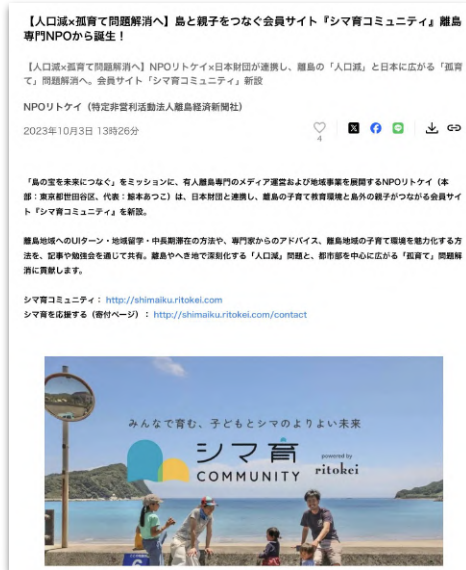 【人口減×孤育て問題解消へ】島と親子をつなぐ会員サイト『シマ育コミュニティ』離島
専門NPOから誕生！
【人口減×孤育て問題解消へ】NPOリトケイ×日本財団が連携し、離島の「人口減」と日本に広がる「孤育
て」問題解消へ。会員サイト「シマ育コミュニティ」新設
NPOリトケイ（特定非営利活動法人離島経済新聞社）
2023年10月3日 13時26分
4
「島の宝を未来につなぐ」をミッションに、有人離島専門のメディア運営および地域事業を展開するNPOリトケイ（本
部：東京都世田谷区、代表：鯨本あつこ）は、日本財団と連携し、離島の子育て教育環境と島外の親子がつながる会員サイ
ト『シマ育コミュニティ』を新設。
離島地域へのUIターン・地域留学・中長期滞在の方法や、専門家からのアドバイス、離島地域の子育て環境を魅力化する方
法を、記事や勉強会を通じて共有。離島やへき地で深刻化する「人口減」問題と、都市部を中心に広がる「孤育て」問題解
消に貢献します。
シマ育コミュニティ： http://shimaiku.ritokei.com
シマ育を応援する（寄付ページ）： http://shimaiku.ritokei.com/contact
みんなで育む、子どもとシマのよりよい未来
シマ育
COMMUNITY
powered by
ritokei
6